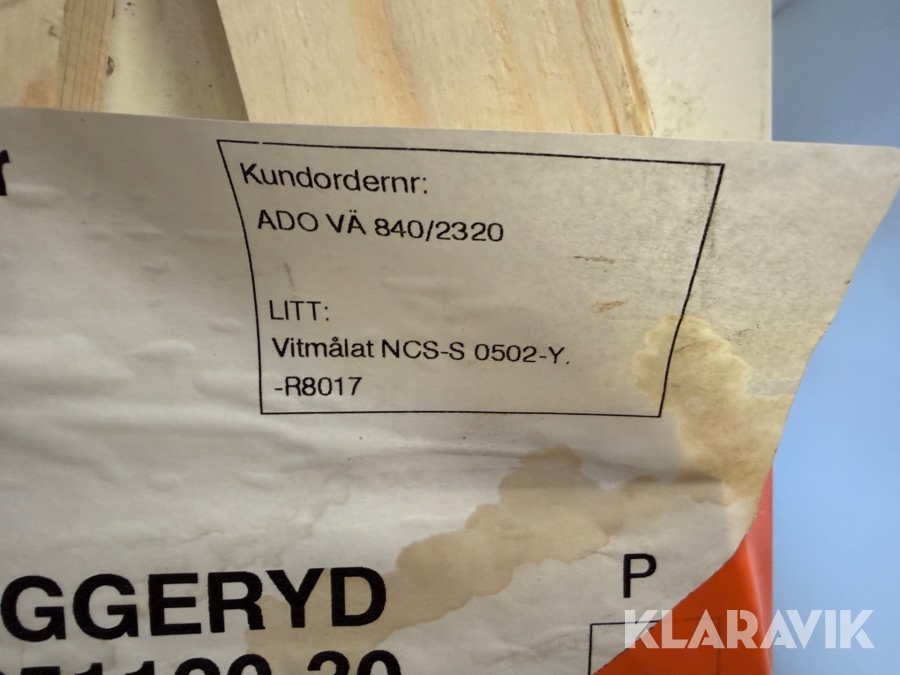 Kundordernr:
ADO VÄ 840/2320
LITT:
Vitmålat NCS-S 0502-Y.
-R8017
GGERYD
P
KLARAVIK